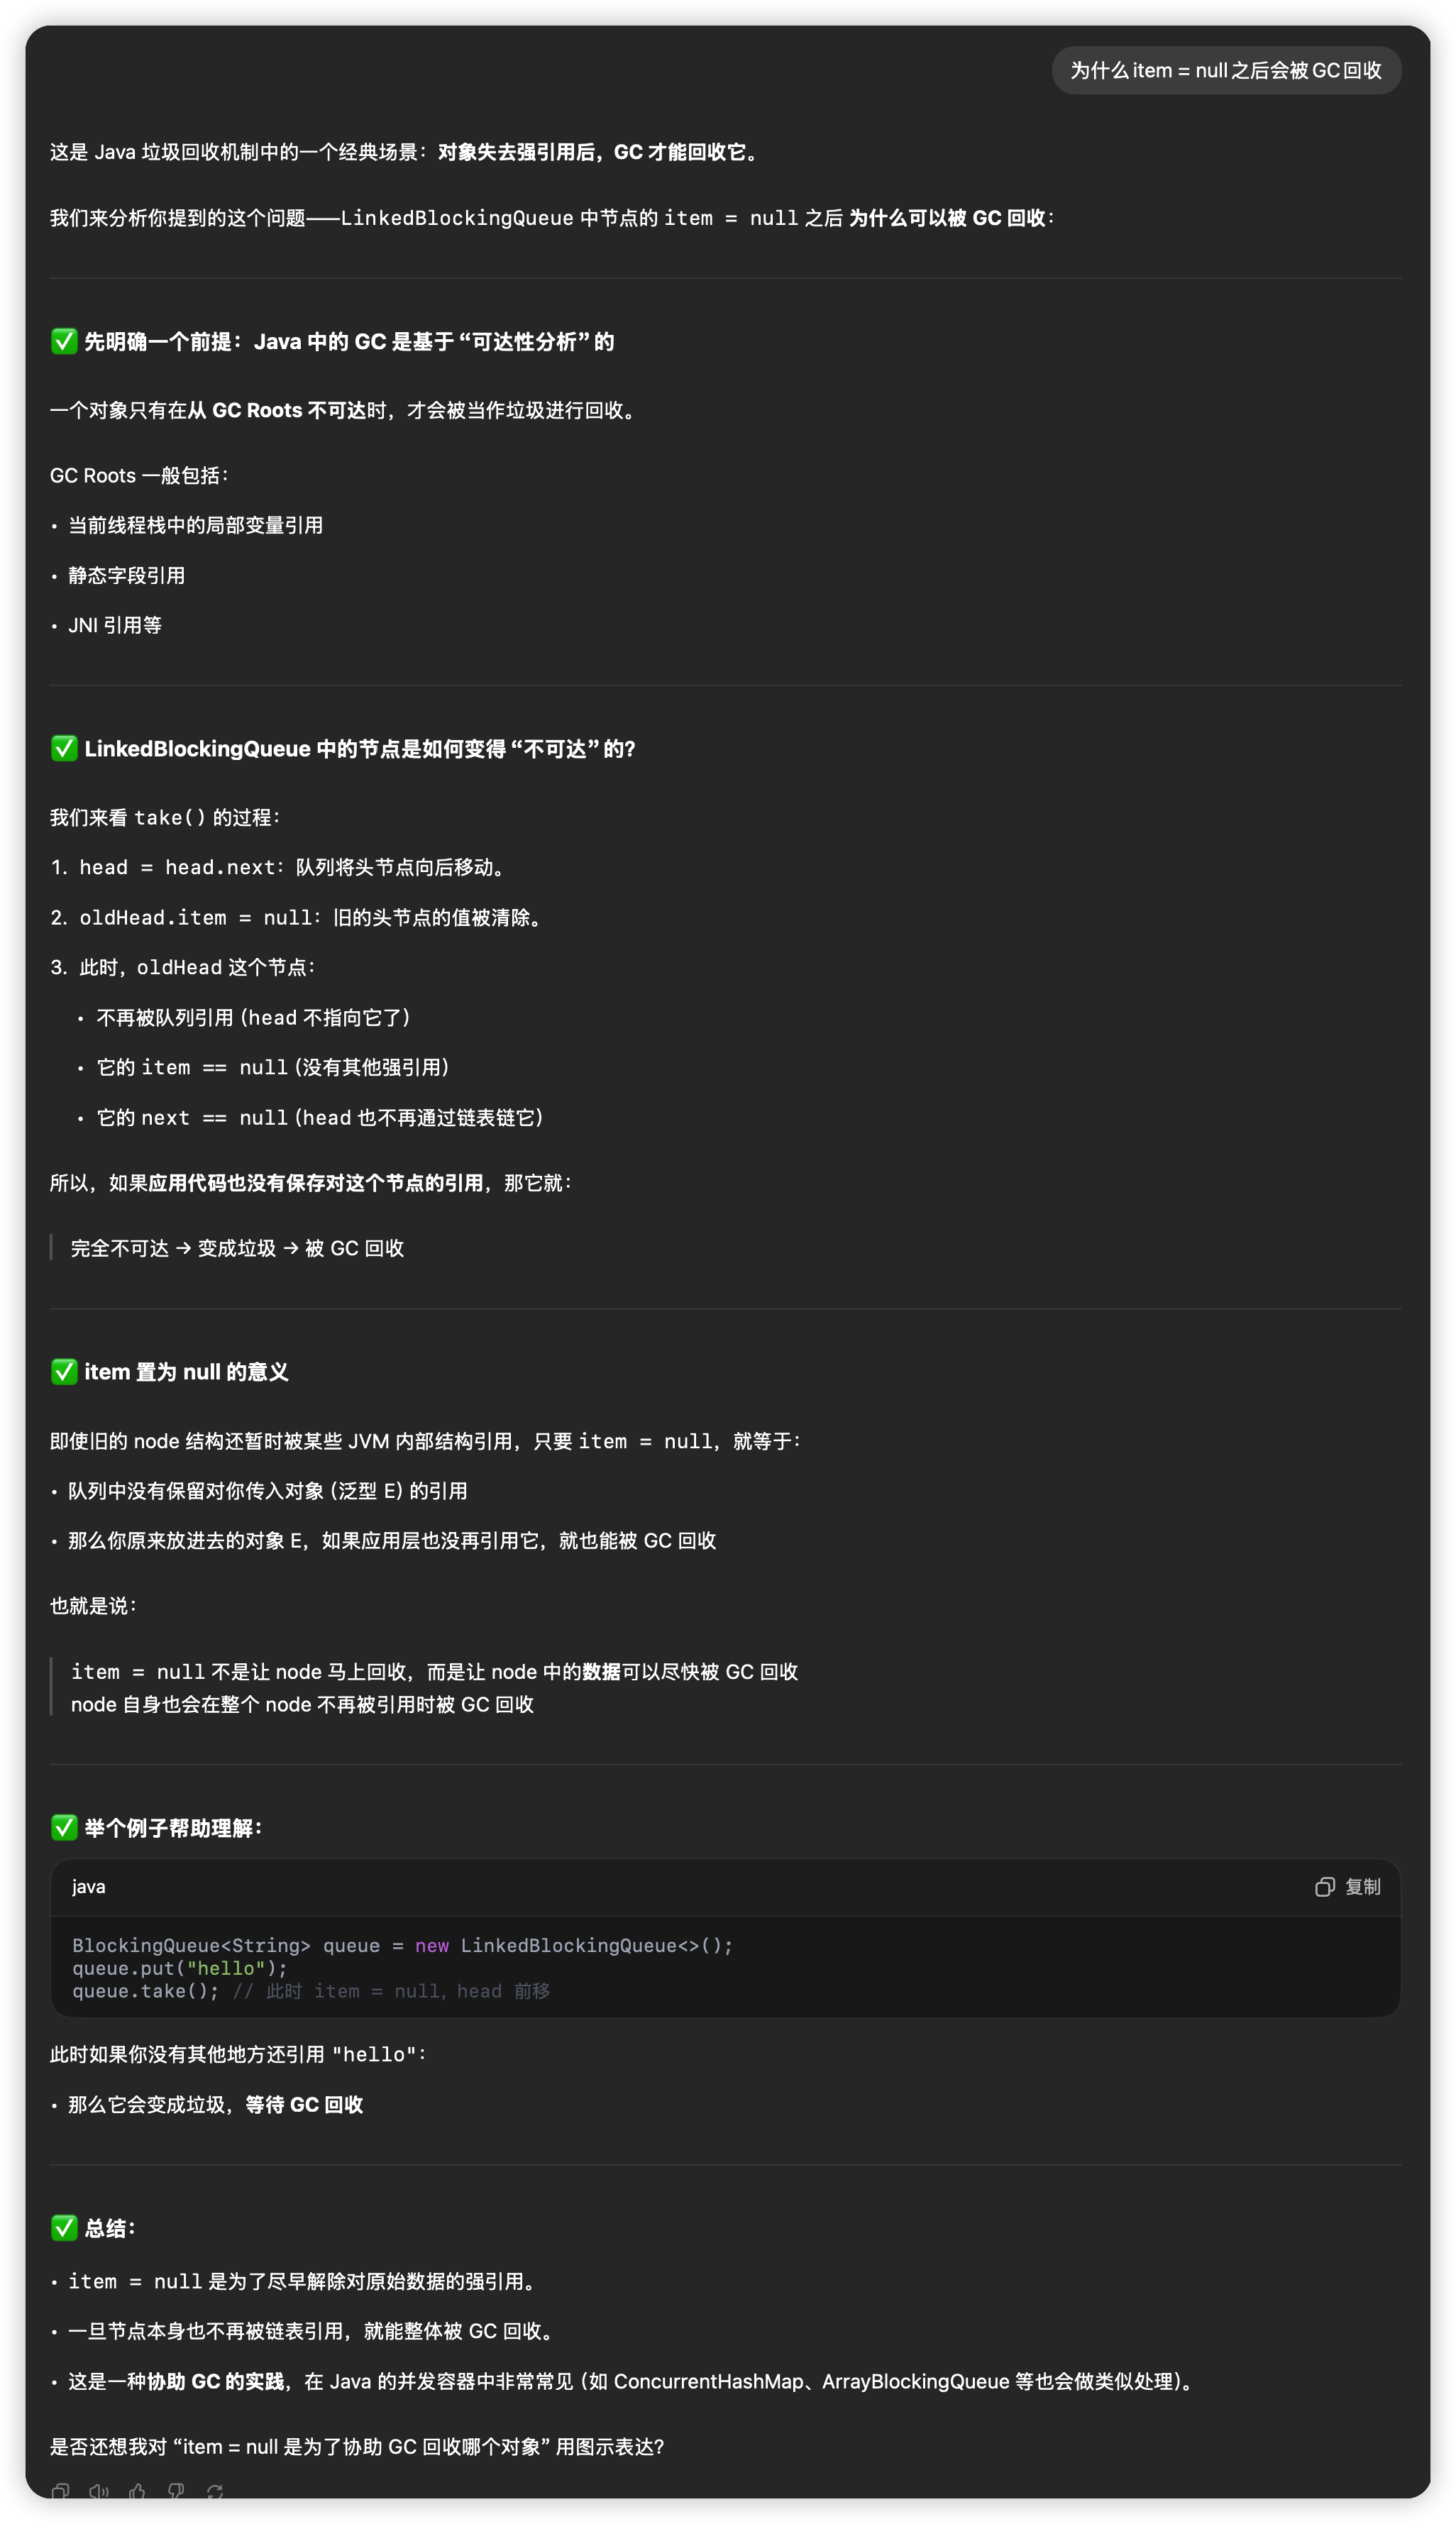 为什么item = null之后会被GC回收
这是 Java 垃圾回收机制中的一个经典场景：对象失去强引用后，GC 才能回收它。
我们来分析你提到的这个问题——LinkedBlockingQueue 中节点的 item = null 之后 为什么可以被 GC 回收：
✅ 先明确一个前提：Java 中的 GC 是基于“可达性分析”的
一个对象只有在从 GC Roots 不可达时，才会被当作垃圾进行回收。
GC Roots 一般包括：
• 当前线程栈中的局部变量引用
• 静态字段引用
• JNI 引用等
✅ LinkedBlockingQueue 中的节点是如何变得“不可达”的？
我们来看 take() 的过程：
1. head = head.next：队列将头节点向后移动。
2. oldHead.item = null：旧的头节点的值被清除。
3. 此时，oldHead 这个节点：
• 不再被队列引用（head 不指向它了）
• 它的 item == null（没有其他强引用）
• 它的 next == null（head 也不再通过链表链它）
所以，如果应用代码也没有保存对这个节点的引用，那它就：
完全不可达 → 变成垃圾 → 被 GC 回收
✅ item 置为 null 的意义
即使旧的 node 结构还暂时被某些 JVM 内部结构引用，只要 item = null，就等于：
• 队列中没有保留对你传入对象（泛型 E）的引用
• 那么你原来放进去的对象 E，如果应用层也没再引用它，就也能被 GC 回收
也就是说：
item = null 不是让 node 马上回收，而是让 node 中的数据可以尽快被 GC 回收
node 自身也会在整个 node 不再被引用时被 GC 回收
✅ 举个例子帮助理解：
java 复制
BlockingQueue<String> queue = new LinkedBlockingQueue<>();
queue.put("hello");
queue.take(); // 此时 item = null，head 前移
此时如果你没有其他地方还引用 "hello"：
• 那么它会变成垃圾，等待 GC 回收
✅ 总结：
• item = null 是为了尽早解除对原始数据的强引用。
• 一旦节点本身也不再被链表引用，就能整体被 GC 回收。
• 这是一种协助 GC 的实践，在 Java 的并发容器中非常常见（如 ConcurrentHashMap、ArrayBlockingQueue 等也会做类似处理）。
是否还想我对 “item = null 是为了协助 GC 回收哪个对象” 用图示表达？